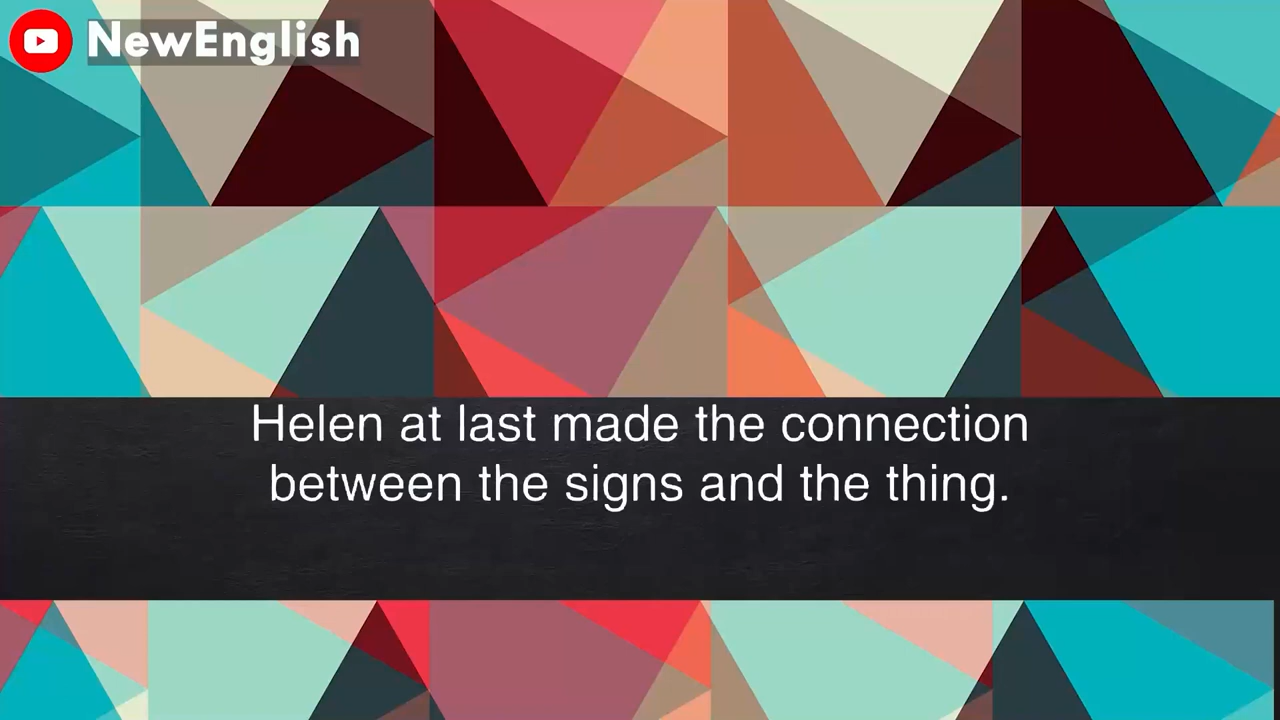 NewEnglish
Helen at last made the connection
between the signs and the thing.